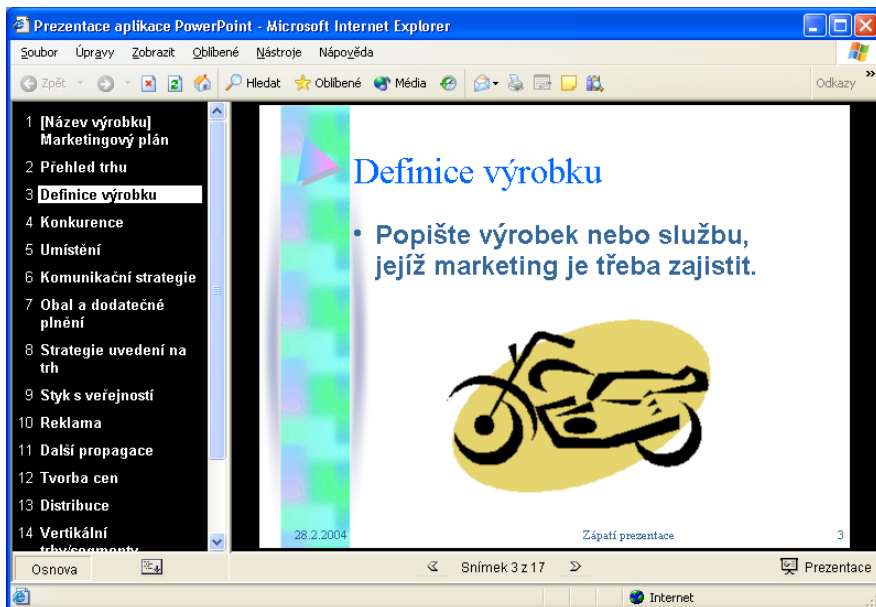 Prezentace aplikace PowerPoint - Microsoft Internet Explorer
Soubor Úpravy Zobrazit Oblíbené Nástroje Nápověda
Zpět Hledat Oblíbené Média Odkazy »
1 [Název výrobku]
Marketingový plán
2 Přehled trhu
3 Definice výrobku
4 Konkurence
5 Umístění
6 Komunikační strategie
7 Obal a dodatečné
plnění
8 Strategie uvedení na
trh
9 Styk s veřejností
10 Reklama
11 Další propagace
12 Tvorba cen
13 Distribuce
14 Vertikální
trhy/segmenty
Definice výrobku
• Popište výrobek nebo službu,
jejíž marketing je třeba zajistit.
28.2.2004 Zápatí prezentace 3
Osnova Snímek 3 z 17 Prezentace
Internet